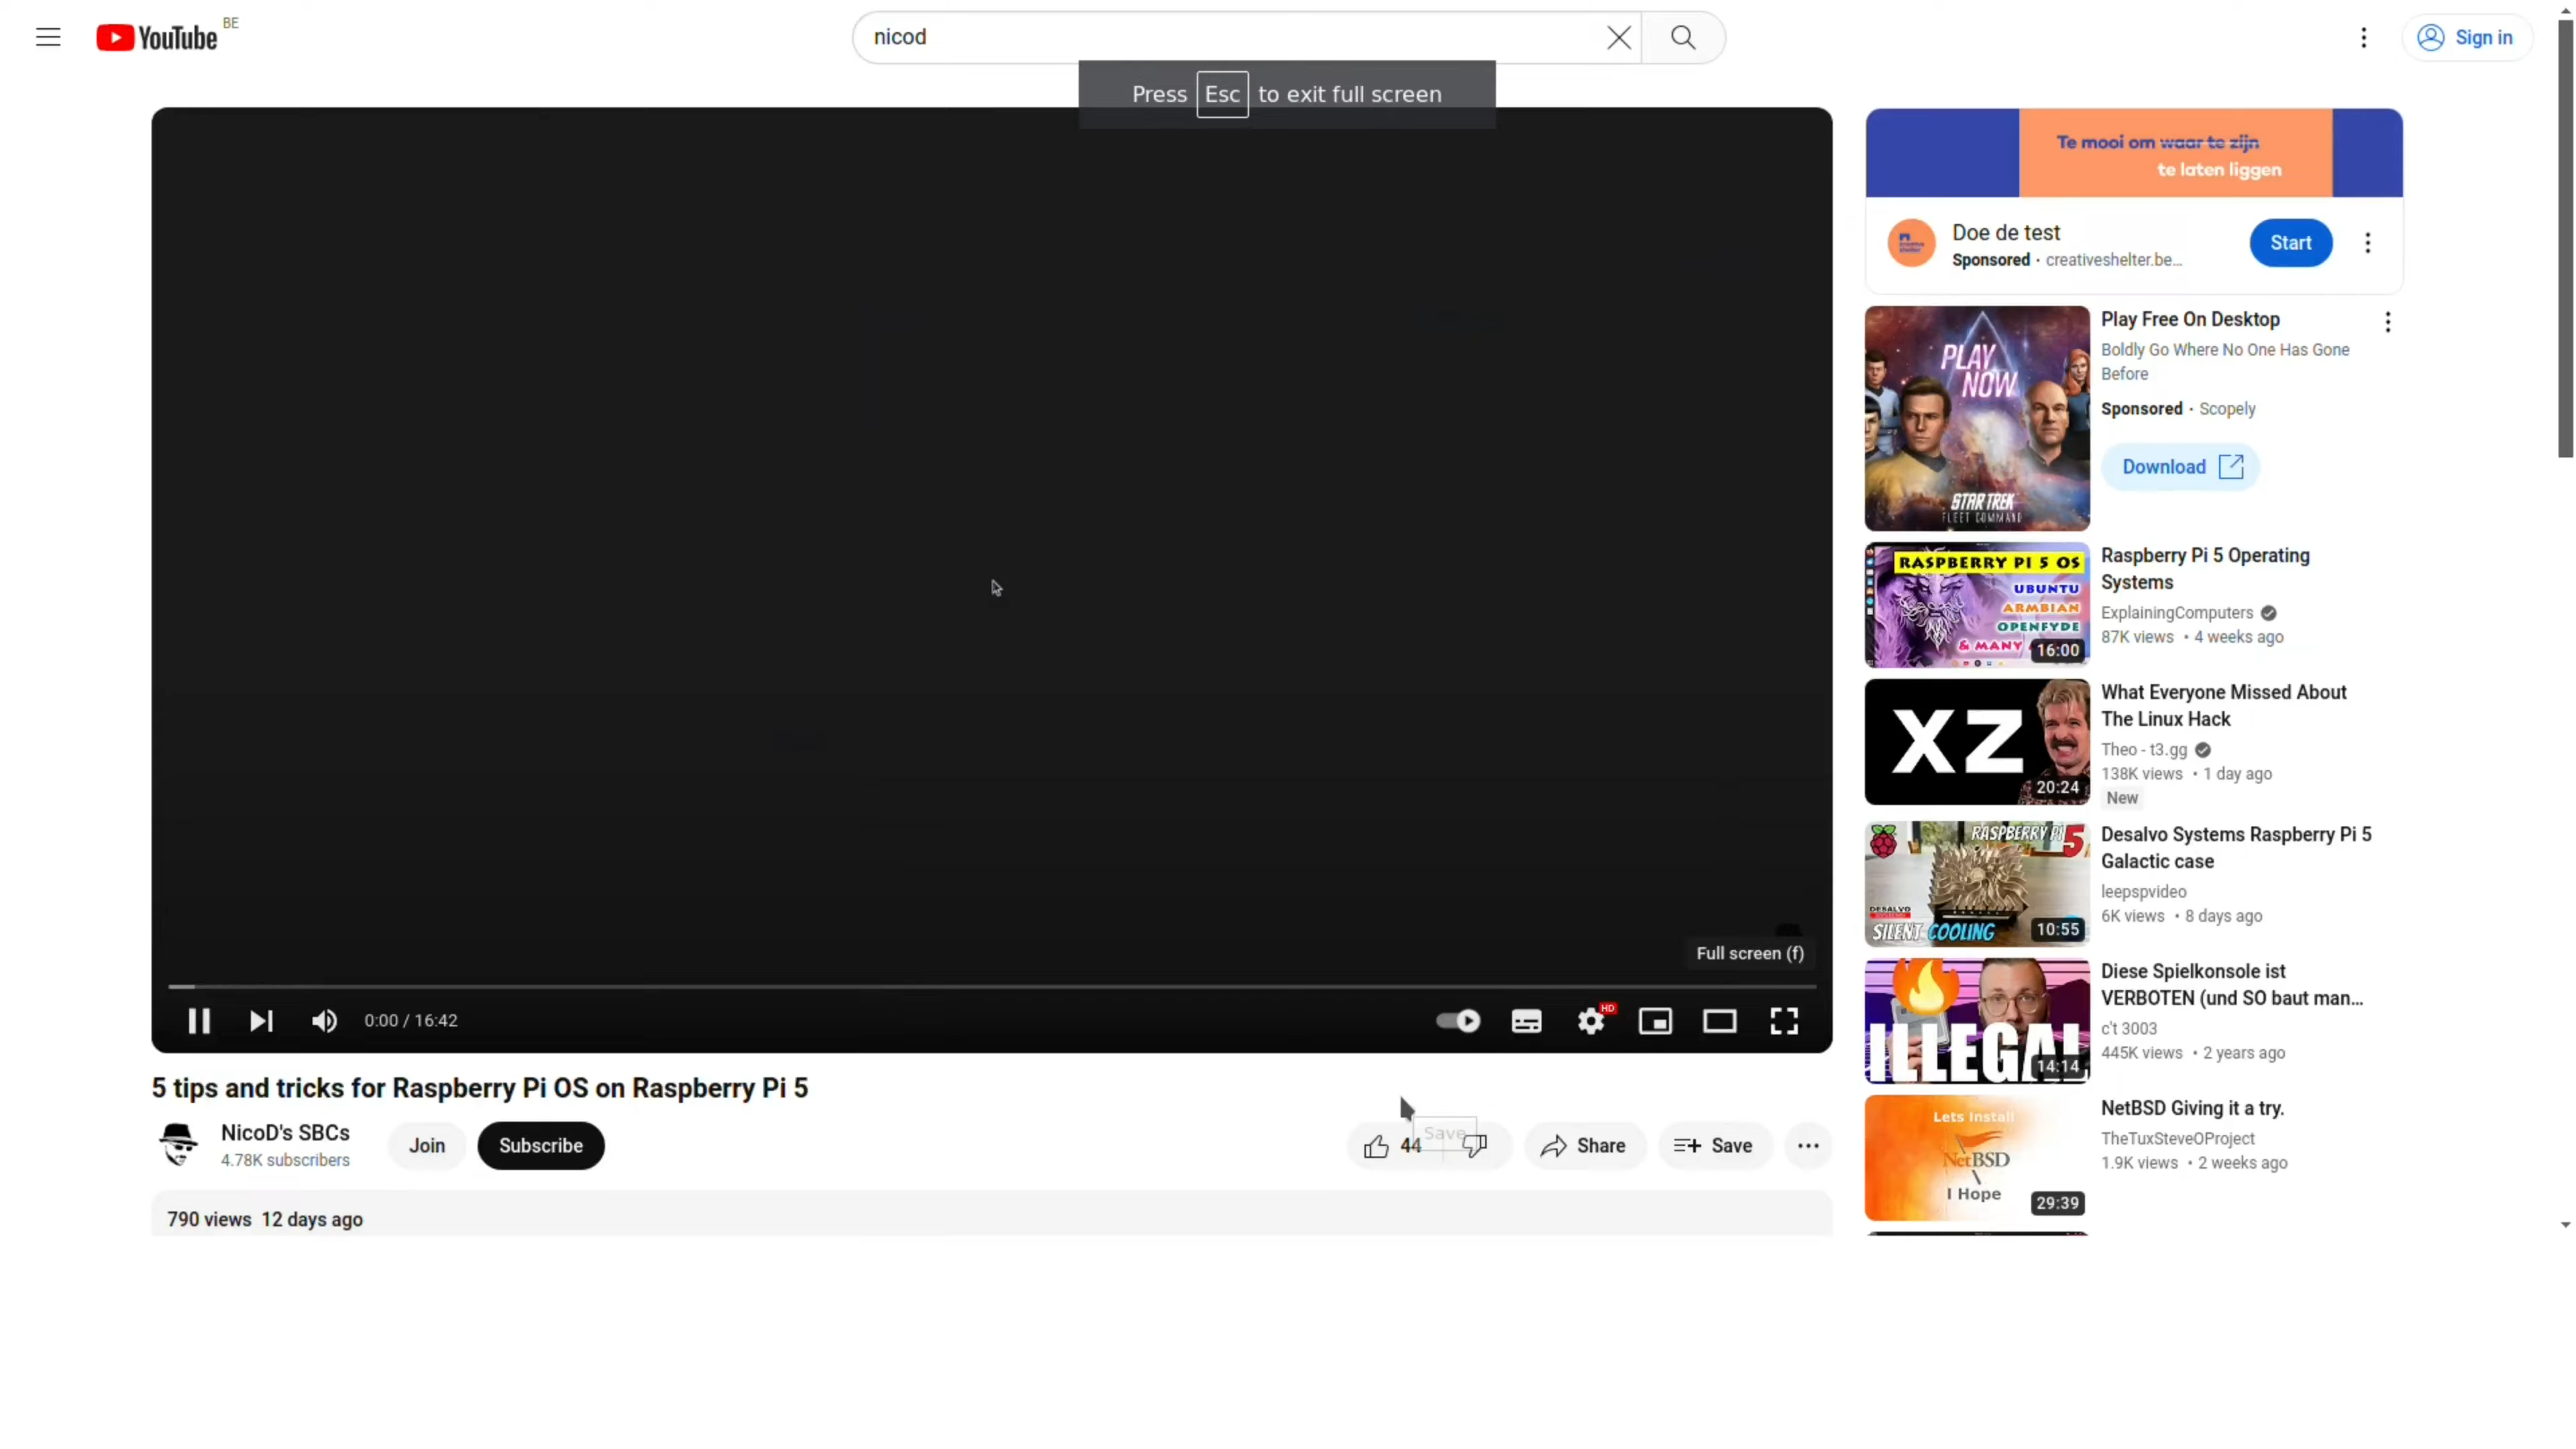 YouTube BE
nicod
Sign in
Press Esc to exit full screen
Te mooi om waar te zijn
te laten liggen
Doe de test
Sponsored · creativeshelter.be...
Start
PLAY
NOW
STAR TREK
FLEET COMMAND
Play Free On Desktop
Boldly Go Where No One Has Gone
Before
Sponsored · Scopely
Download
RASPBERRY PI 5 OS
UBUNTU
ARMBIAN
OPENFYDE
& MANY
16:00
Raspberry Pi 5 Operating
Systems
ExplainingComputers
87K views • 4 weeks ago
XZ
20:24
What Everyone Missed About
The Linux Hack
Theo - t3.gg
138K views • 1 day ago
New
RASPBERRY PI 5
DESALVO
SILENT COOLING
10:55
Desalvo Systems Raspberry Pi 5
Galactic case
leepspvideo
6K views • 8 days ago
ILLEGAL
14:14
Diese Spielkonsole ist
VERBOTEN (und SO baut man...
c't 3003
445K views • 2 years ago
Lets Install
NetBSD
I Hope
29:39
NetBSD Giving it a try.
TheTuxSteveOProject
1.9K views • 2 weeks ago
Full screen (f)
0:00 / 16:42
HD
5 tips and tricks for Raspberry Pi OS on Raspberry Pi 5
NicoD's SBCs
4.78K subscribers
Join
Subscribe
44
Save
Share
Save
790 views 12 days ago